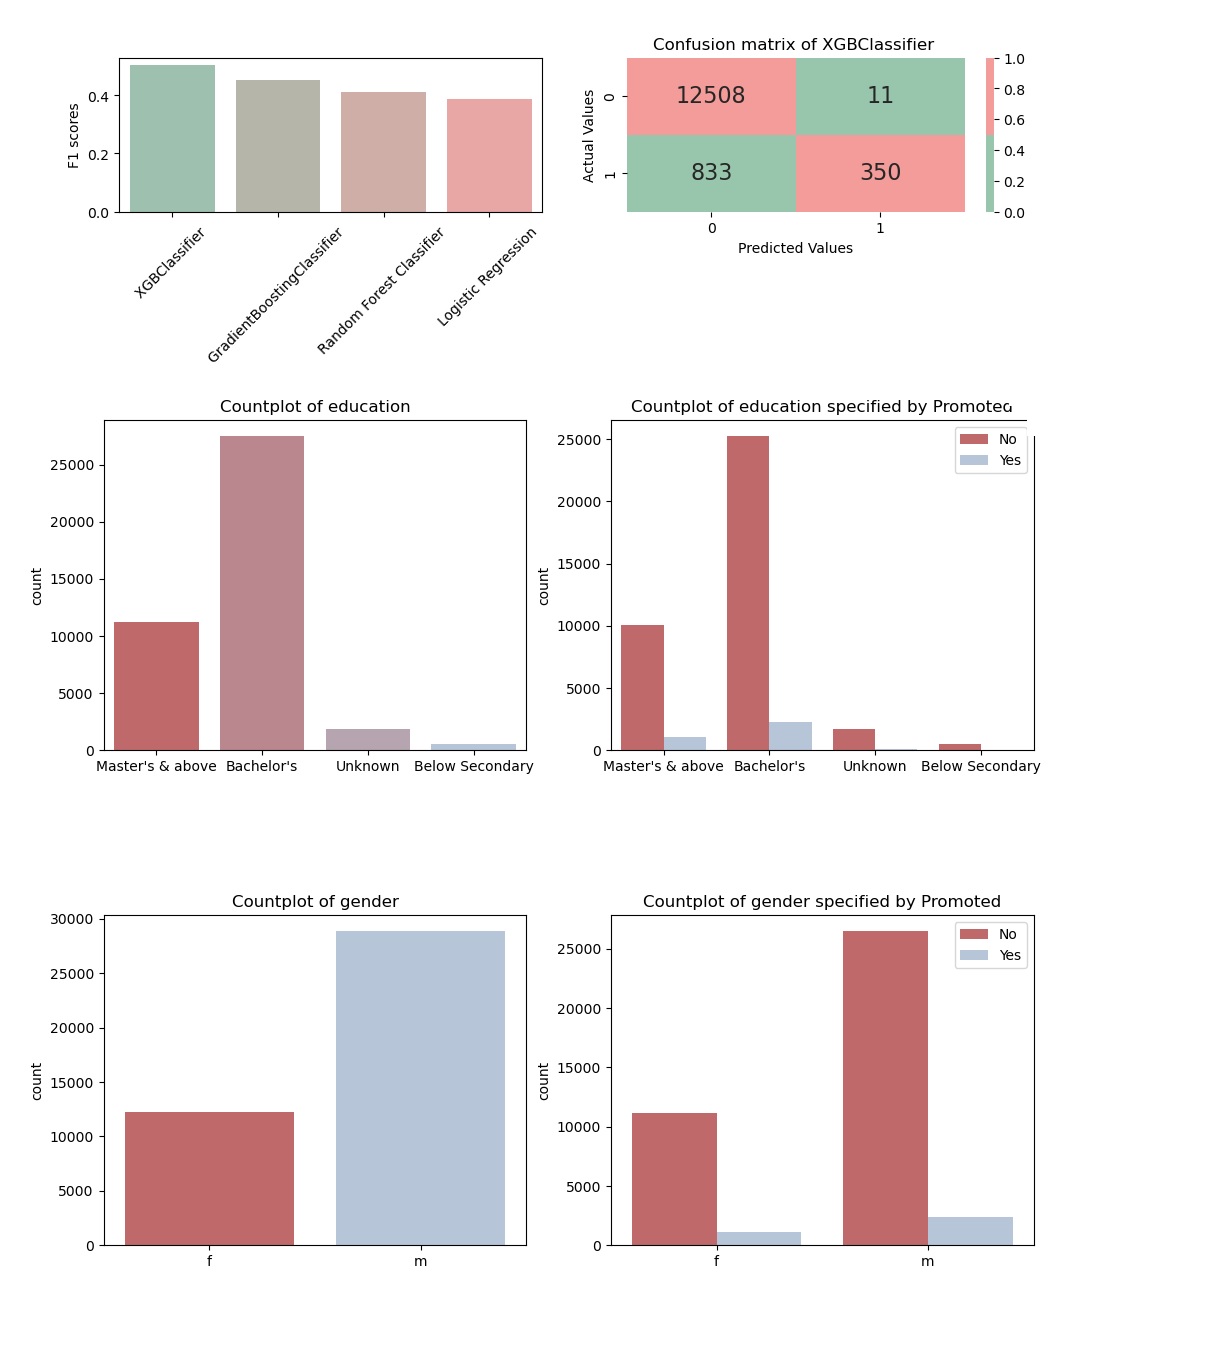 F1 scores
0.4
0.2
0.0
XGBClassifier
GradientBoostingClassifier
Random Forest Classifier
Logistic Regression
Confusion matrix of XGBClassifier
Actual Values
0
1
12508 11
833 350
0 1
Predicted Values
1.0
0.8
0.6
0.4
0.2
0.0
Countplot of education
count
25000
20000
15000
10000
5000
0
Master's & above Bachelor's Unknown Below Secondary
Countplot of education specified by Promoted
No
Yes
count
25000
20000
15000
10000
5000
0
Master's & above Bachelor's Unknown Below Secondary
Countplot of gender
count
30000
25000
20000
15000
10000
5000
0
f m
Countplot of gender specified by Promoted
No
Yes
count
25000
20000
15000
10000
5000
0
f m